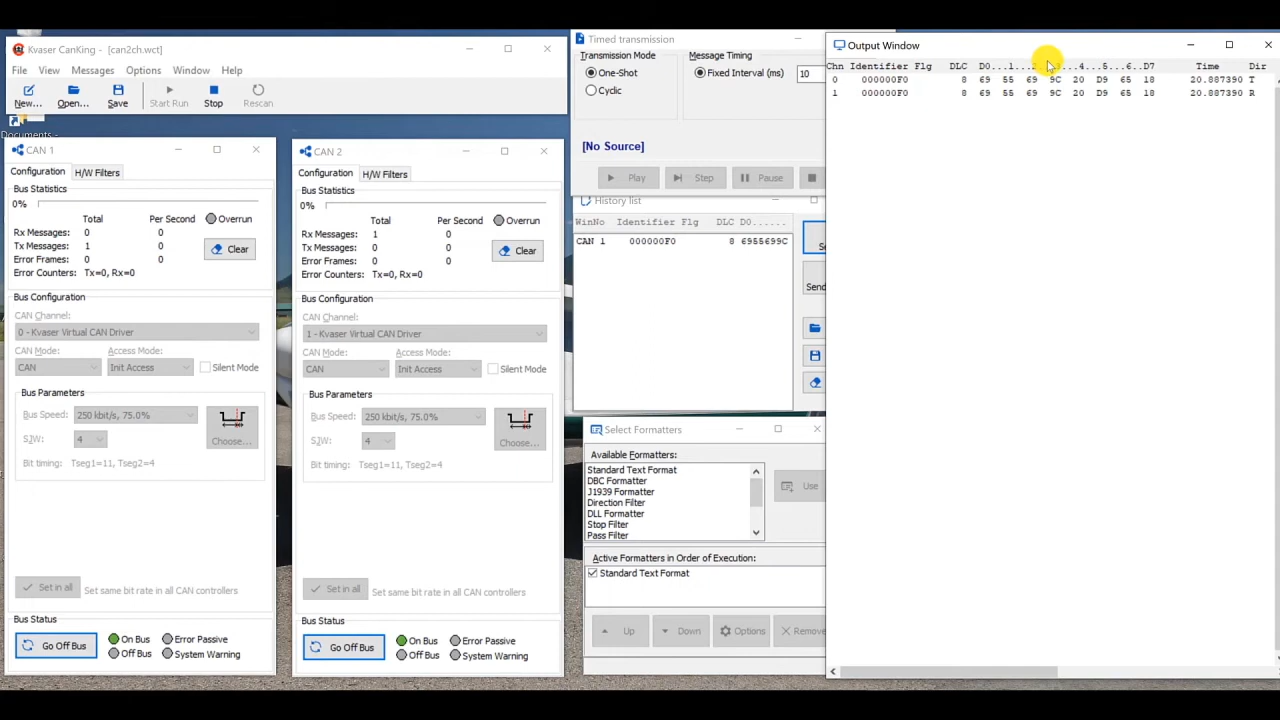 Kvaser CanKing - [can2ch.wct]
File View Messages Options Window Help
New... Open... Save Start Run Stop Rescan
Documents -
CAN 1
Configuration H/W Filters
Bus Statistics
0%
Total Per Second Overrun
Rx Messages: 0 0
Tx Messages: 1 0 Clear
Error Frames: 0 0
Error Counters: Tx=0, Rx=0
Bus Configuration
CAN Channel:
0 - Kvaser Virtual CAN Driver
CAN Mode: Access Mode:
CAN Init Access Silent Mode
Bus Parameters
Bus Speed: 250 kbit/s, 75.0%
SJW: 4 Choose...
Bit timing: Tseg1=11, Tseg2=4
Set in all Set same bit rate in all CAN controllers
Bus Status
Go Off Bus On Bus Error Passive
Off Bus System Warning
CAN 2
Configuration H/W Filters
Bus Statistics
0%
Total Per Second Overrun
Rx Messages: 1 0
Tx Messages: 0 0 Clear
Error Frames: 0 0
Error Counters: Tx=0, Rx=0
Bus Configuration
CAN Channel:
1 - Kvaser Virtual CAN Driver
CAN Mode: Access Mode:
CAN Init Access Silent Mode
Bus Parameters
Bus Speed: 250 kbit/s, 75.0%
SJW: 4 Choose...
Bit timing: Tseg1=11, Tseg2=4
Set in all Set same bit rate in all CAN controllers
Bus Status
Go Off Bus On Bus Error Passive
Off Bus System Warning
Timed transmission
Transmission Mode Message Timing
One-Shot Fixed Interval (ms) 10
Cyclic
[No Source]
Play Step Pause
History list
WinNo Identifier Flg DLC D0......
CAN 1 000000F0 8 6955699C
Send
Select Formatters
Available Formatters:
Standard Text Format
DBC Formatter
J1939 Formatter
Direction Filter
DLL Formatter
Stop Filter
Pass Filter
Use
Active Formatters in Order of Execution:
Standard Text Format
Up Down Options Remove
Output Window
Chn Identifier Flg DLC D0...1...2...3...4...5...6..D7 Time Dir
0 000000F0 8 69 55 69 9C 20 D9 65 18 20.887390 T
1 000000F0 8 69 55 69 9C 20 D9 65 18 20.887390 R